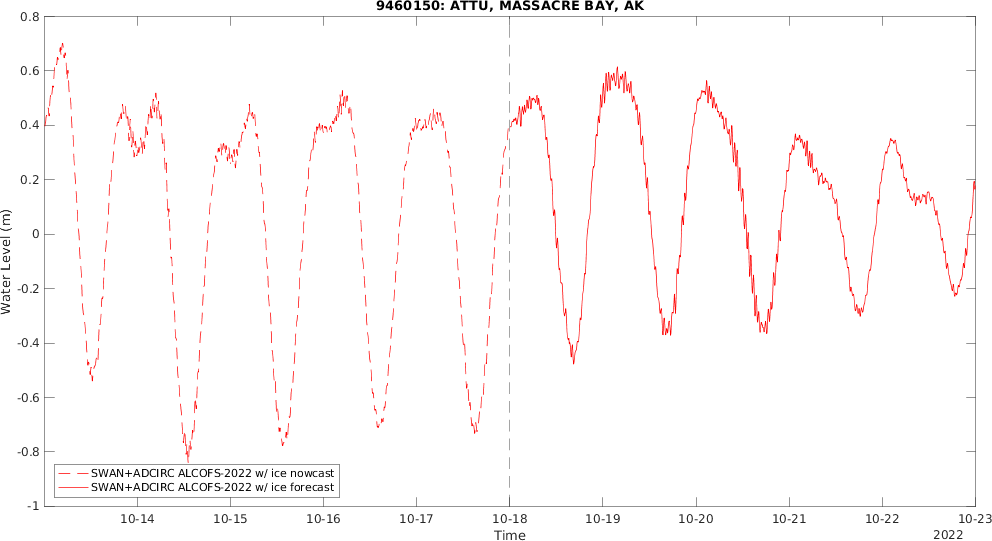 9460150: ATTU, MASSACRE BAY, AK
Water Level (m)
0.8
0.6
0.4
0.2
0
-0.2
-0.4
-0.6
-0.8
-1
SWAN+ADCIRC ALCOFS-2022 w/ ice nowcast
SWAN+ADCIRC ALCOFS-2022 w/ ice forecast
10-14 10-15 10-16 10-17 10-18 10-19 10-20 10-21 10-22 10-23
Time
2022